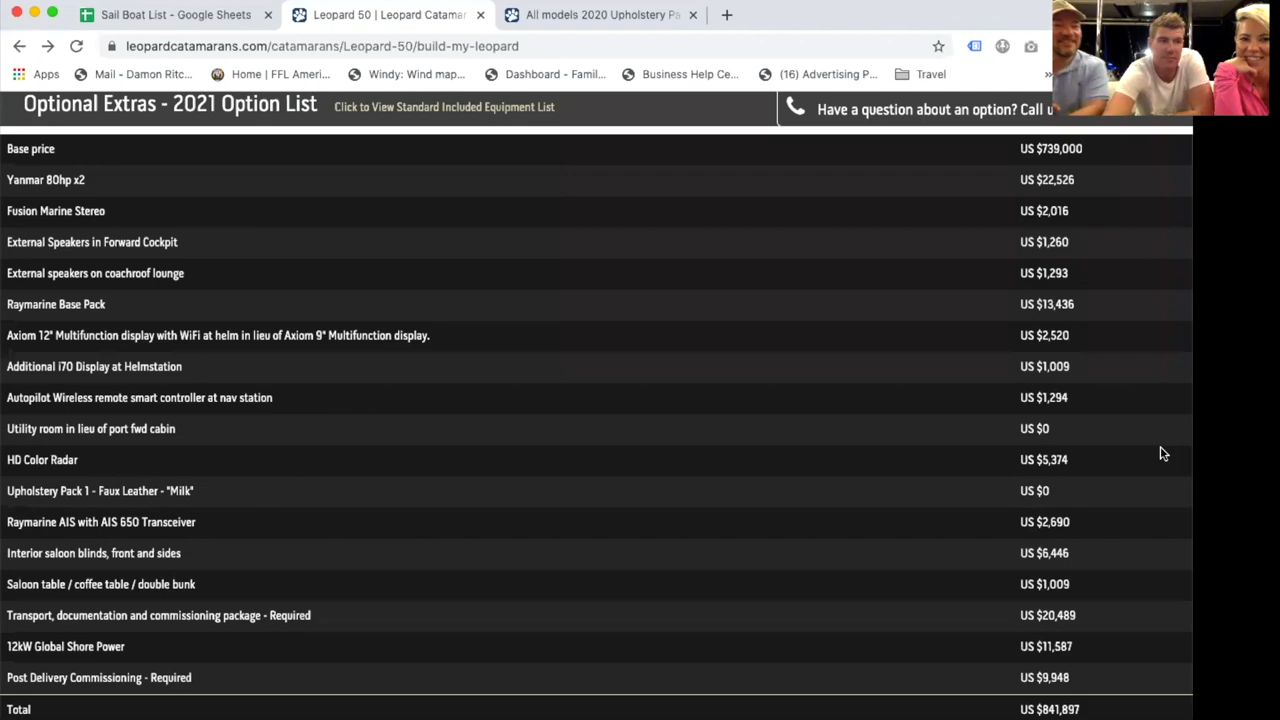 Sail Boat List - Google Sheets
Leopard 50 | Leopard Catamar
All models 2020 Upholstery Pa
leopardcatamarans.com/catamarans/Leopard-50/build-my-leopard
Apps
Mail - Damon Ritc...
Home | FFL Ameri...
Windy: Wind map...
Dashboard - Famil...
Business Help Ce...
(16) Advertising P...
Travel
»
Optional Extras - 2021 Option List Click to View Standard Included Equipment List
Have a question about an option? Call u
Base price US $739,000
Yanmar 80hp x2 US $22,526
Fusion Marine Stereo US $2,016
External Speakers in Forward Cockpit US $1,260
External speakers on coachroof lounge US $1,293
Raymarine Base Pack US $13,436
Axiom 12" Multifunction display with WiFi at helm in lieu of Axiom 9" Multifunction display. US $2,520
Additional i70 Display at Helmstation US $1,009
Autopilot Wireless remote smart controller at nav station US $1,294
Utility room in lieu of port fwd cabin US $0
HD Color Radar US $5,374
Upholstery Pack 1 - Faux Leather - "Milk" US $0
Raymarine AIS with AIS 650 Transceiver US $2,690
Interior saloon blinds, front and sides US $6,446
Saloon table / coffee table / double bunk US $1,009
Transport, documentation and commissioning package - Required US $20,489
12kW Global Shore Power US $11,587
Post Delivery Commissioning - Required US $9,948
Total US $841,897